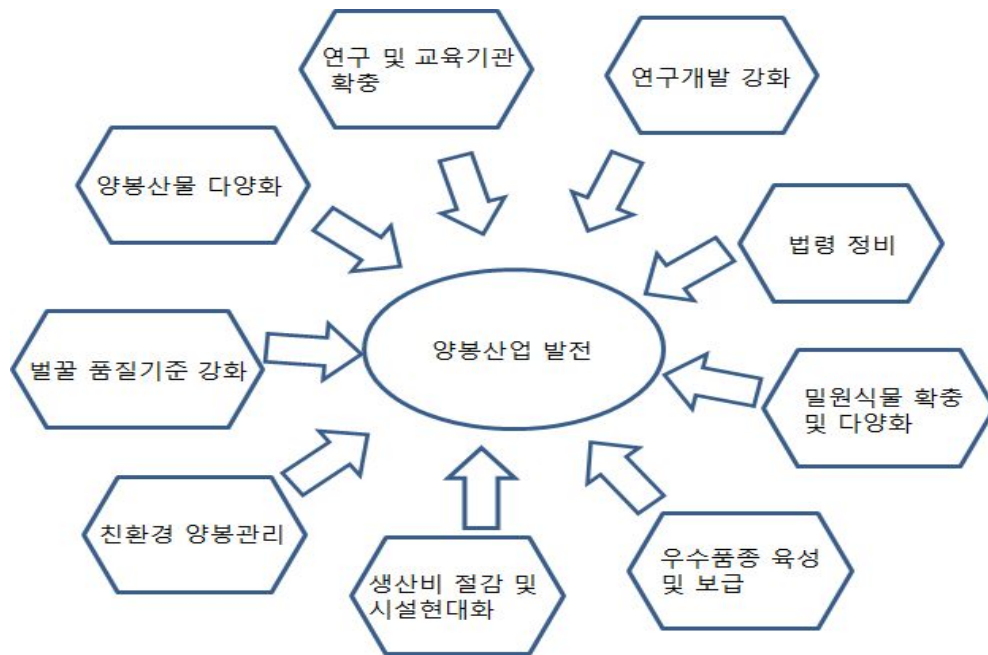 연구 및 교육기관
확충
연구개발 강화
양봉산물 다양화
법령 정비
양봉산업 발전
벌꿀 품질기준 강화
밀원식물 확충
및 다양화
친환경 양봉관리
우수품종 육성
및 보급
생산비 절감 및
시설현대화